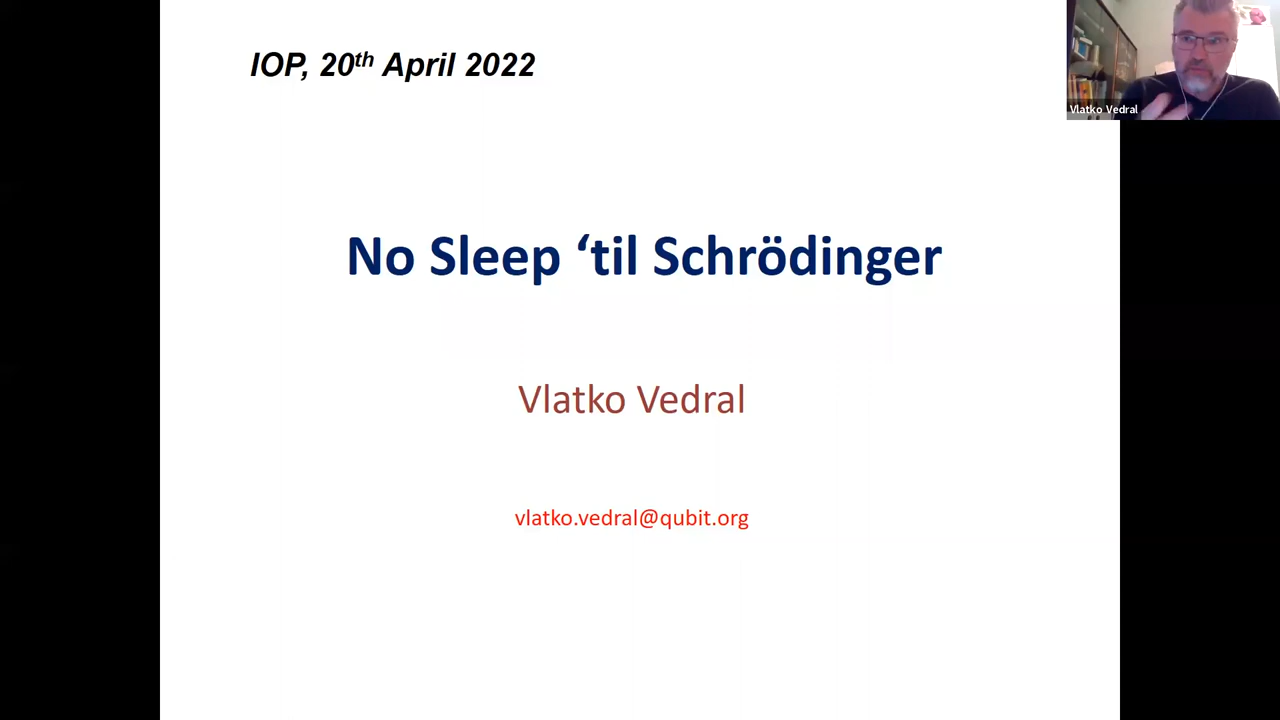 IOP, 20th April 2022
Vlatko Vedral
No Sleep ‘til Schrödinger
Vlatko Vedral
vlatko.vedral@qubit.org